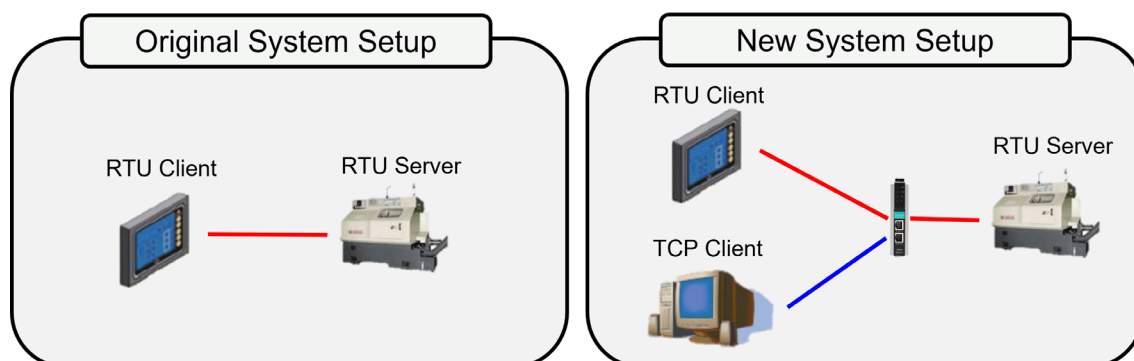 Original System Setup
RTU Client
RTU Server
New System Setup
RTU Client
RTU Server
TCP Client